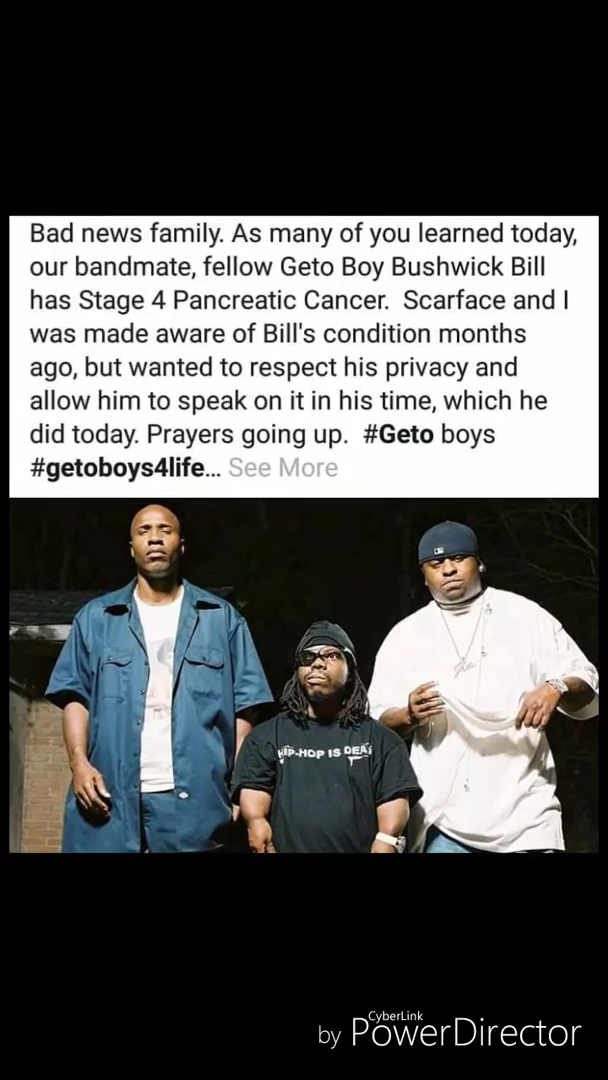 Bad news family. As many of you learned today,
our bandmate, fellow Geto Boy Bushwick Bill
has Stage 4 Pancreatic Cancer.  Scarface and I
was made aware of Bill's condition months
ago, but wanted to respect his privacy and
allow him to speak on it in his time, which he
did today. Prayers going up.  #Geto boys
#getoboys4life... See More
HIP-HOP IS DEAD
CyberLink
by PowerDirector